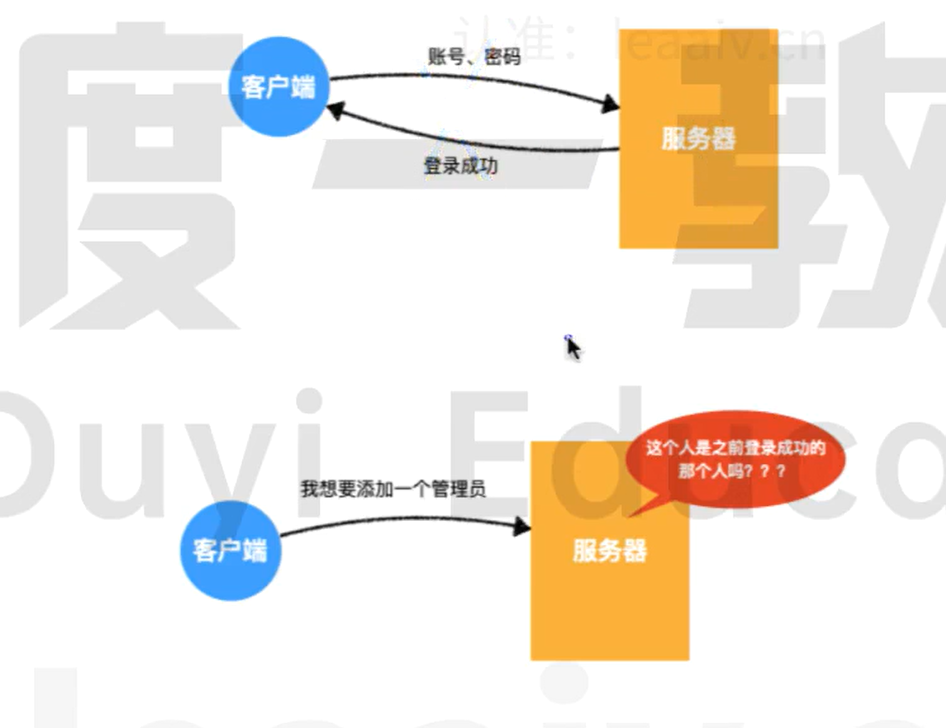 认准：leaaiv.cn
账号、密码
客户端
服务器
登录成功
度一教
Duyi Educa
这个人是之前登录成功的
那个人吗？？？
我想要添加一个管理员
客户端
服务器